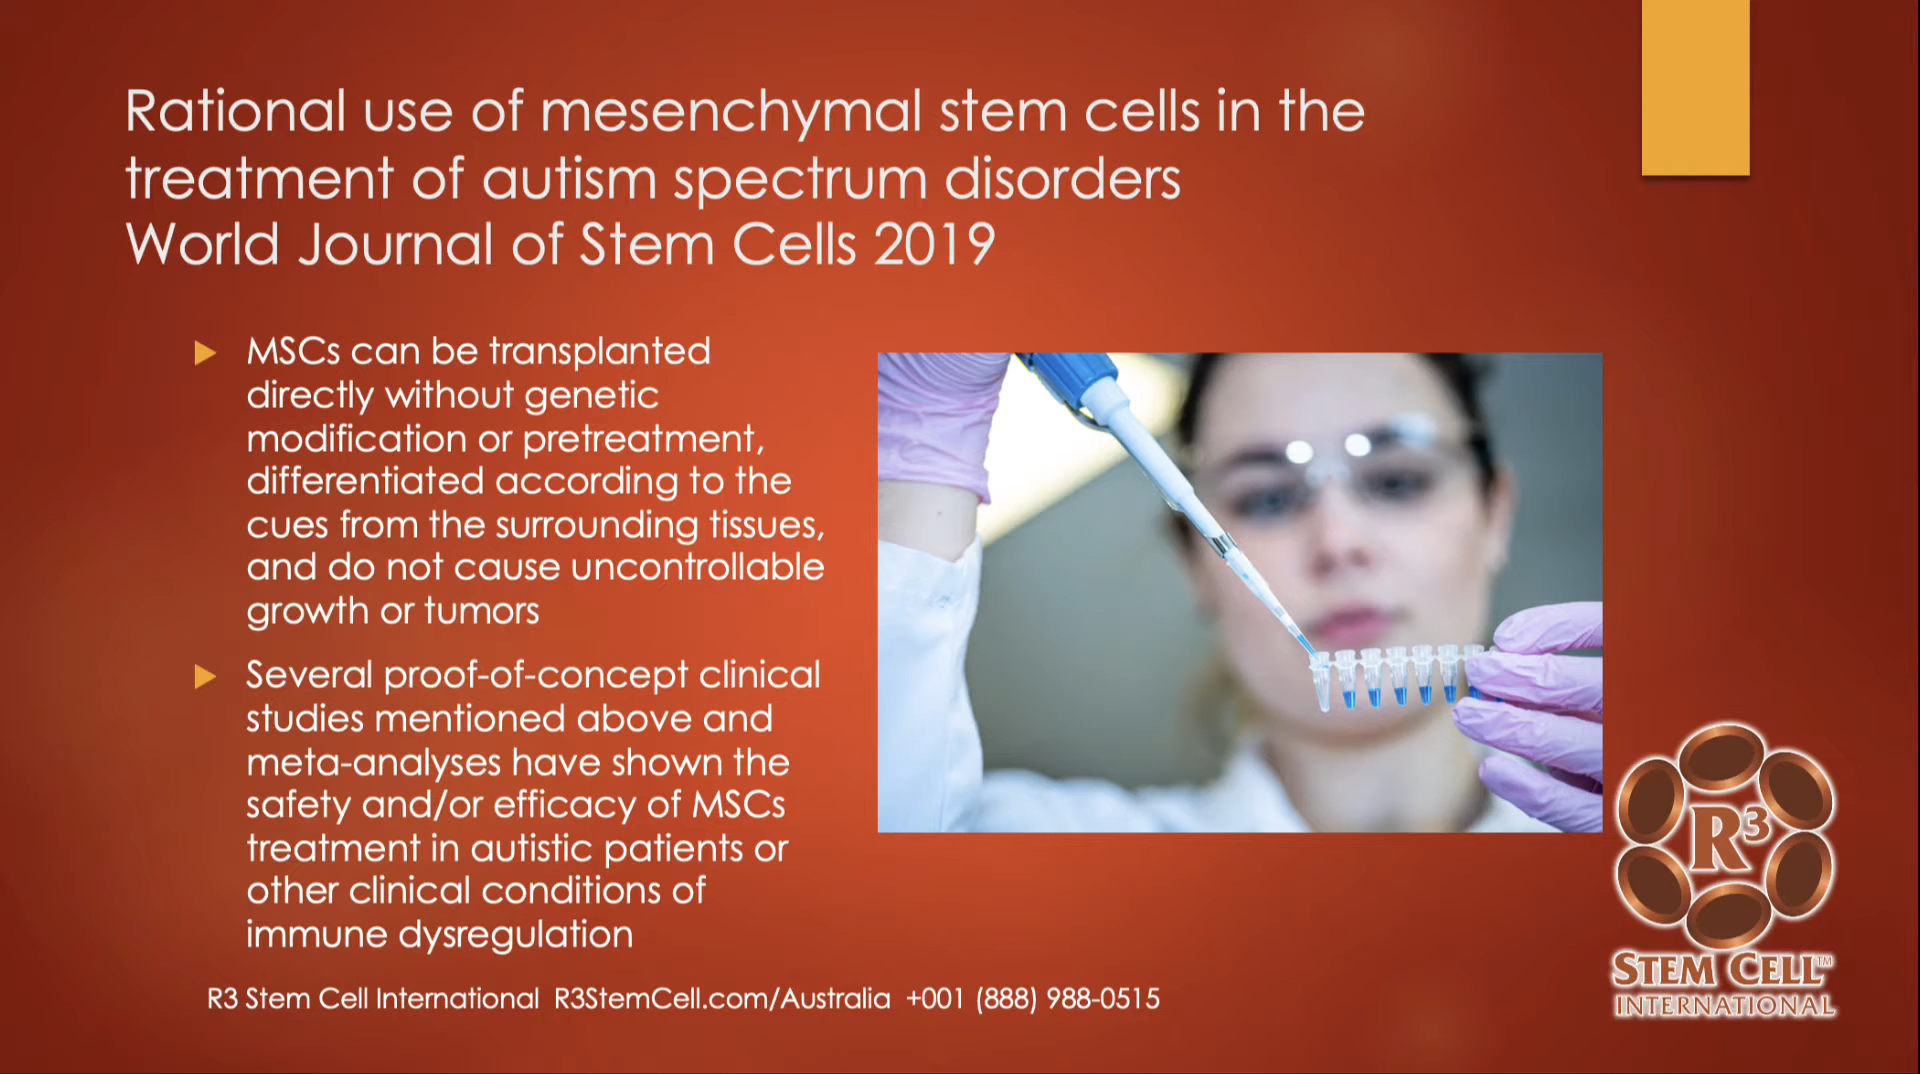 Rational use of mesenchymal stem cells in the
treatment of autism spectrum disorders
World Journal of Stem Cells 2019
MSCs can be transplanted
directly without genetic
modification or pretreatment,
differentiated according to the
cues from the surrounding tissues,
and do not cause uncontrollable
growth or tumors
Several proof-of-concept clinical
studies mentioned above and
meta-analyses have shown the
safety and/or efficacy of MSCs
treatment in autistic patients or
other clinical conditions of
immune dysregulation
R3 Stem Cell International R3StemCell.com/Australia +001 (888) 988-0515
R³
STEM CELL™
INTERNATIONAL